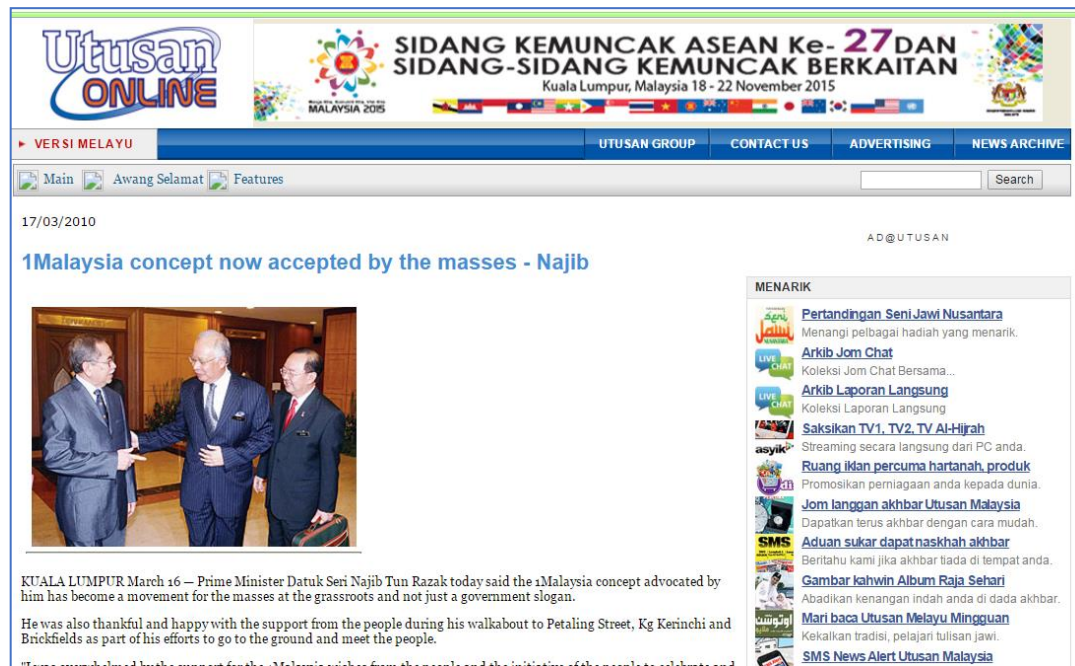 Utusan
ONLINE
MALAYSIA 2015
SIDANG KEMUNCAK ASEAN Ke- 27 DAN
SIDANG-SIDANG KEMUNCAK BERKAITAN
Kuala Lumpur, Malaysia 18 - 22 November 2015
VERSI MELAYU
UTUSAN GROUP
CONTACT US
ADVERTISING
NEWS ARCHIVE
Main
Awang Selamat
Features
Search
17/03/2010
1Malaysia concept now accepted by the masses - Najib
KUALA LUMPUR March 16 — Prime Minister Datuk Seri Najib Tun Razak today said the 1Malaysia concept advocated by
him has become a movement for the masses at the grassroots and not just a government slogan.
He was also thankful and happy with the support from the people during his walkabout to Petaling Street, Kg Kerinchi and
Brickfields as part of his efforts to go to the ground and meet the people.
AD@UTUSAN
MENARIK
Seni
Jawi
Pertandingan Seni Jawi Nusantara
Menangi pelbagai hadiah yang menarik.
LIVE
CHAT
Arkib Jom Chat
Koleksi Jom Chat Bersama...
LIVE
CHAT
Arkib Laporan Langsung
Koleksi Laporan Langsung
asyik
Saksikan TV1, TV2, TV Al-Hijrah
Streaming secara langsung dari PC anda.
Ruang iklan percuma hartanah, produk
Promosikan perniagaan anda kepada dunia.
Jom langgan akhbar Utusan Malaysia
Dapatkan terus akhbar dengan cara mudah.
SMS
Aduan sukar dapat naskhah akhbar
Beritahu kami jika akhbar tiada di tempat anda.
Gambar kahwin Album Raja Sehari
Abadikan kenangan indah anda di dada akhbar.
Mari baca Utusan Melayu Mingguan
Kekalkan tradisi, pelajari tulisan jawi.
SMS News Alert Utusan Malaysia